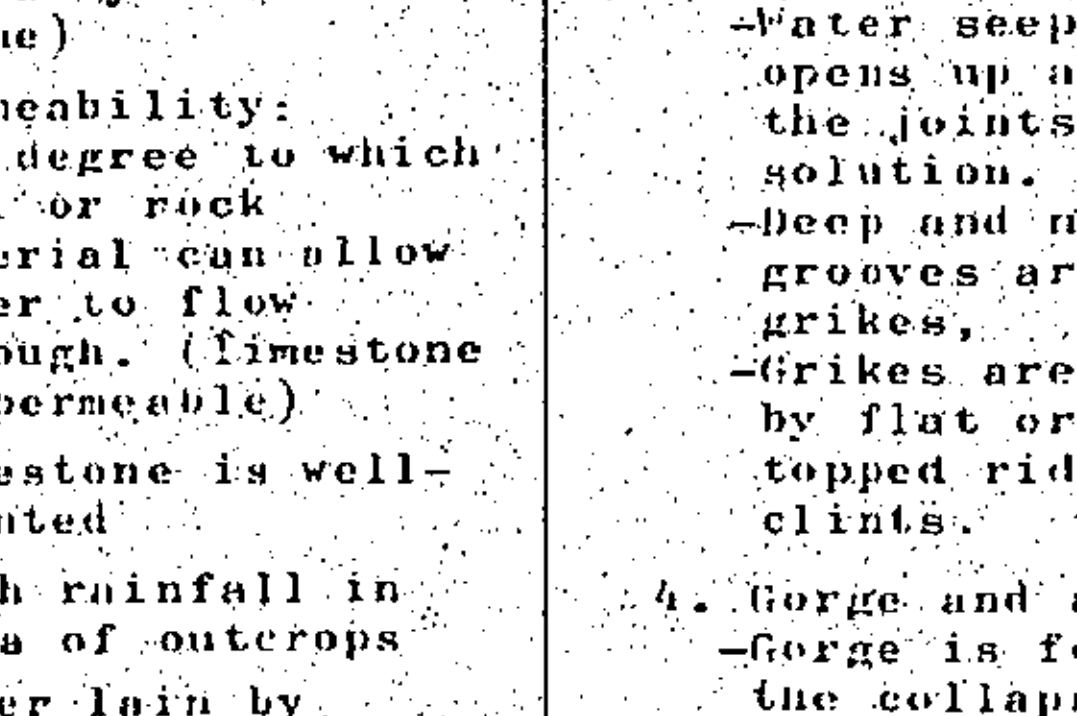 ne)
neability:
degree to which
or rock
erial can allow
er to flow
ough. (limestone
permeable)
estone is well-
nted
h rainfall in
a of outcrops
er lain by
-Water seep
opens up a
the joints
solution.
-Deep and n
grooves ar
grikes,
-Grikes are
by flat or
topped rid
clints.
4. Gorge and a
-Gorge is fo
the collap